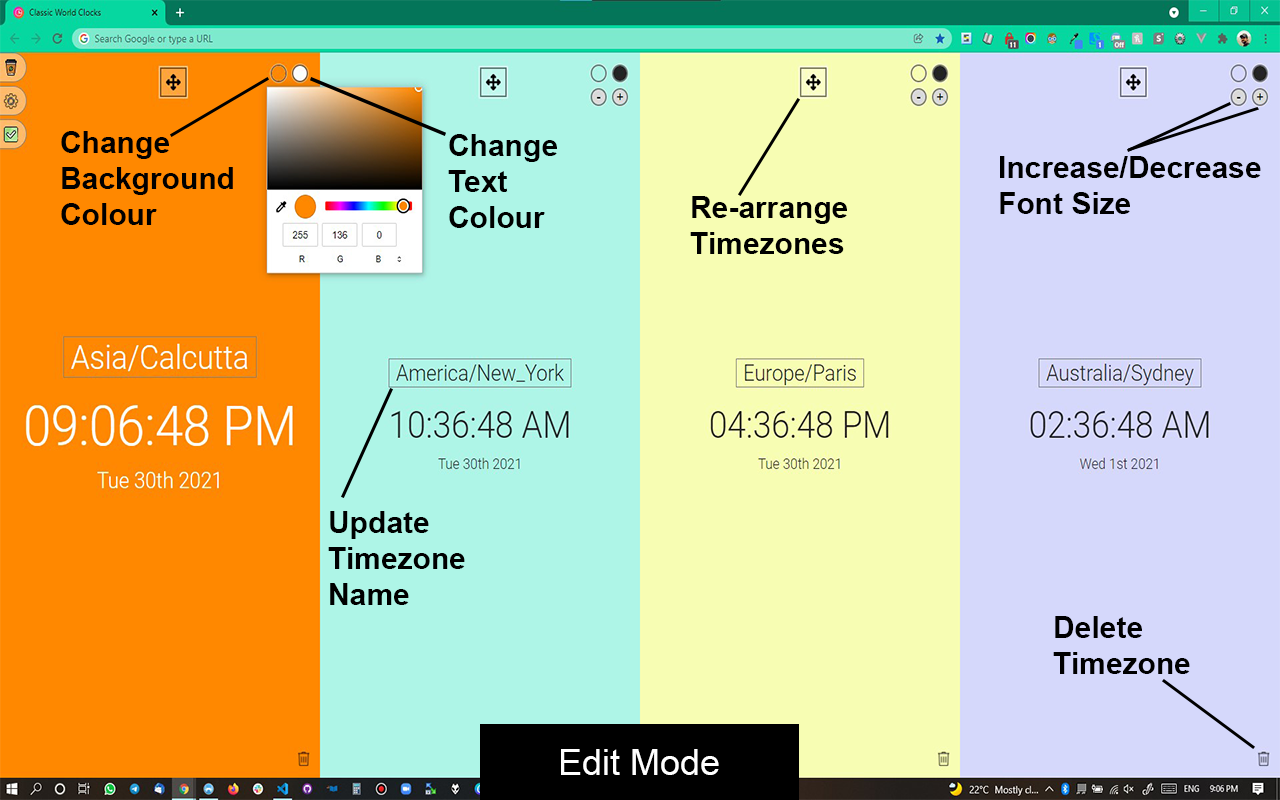 Classic World Clocks
Search Google or type a URL
11
1
Off
Change
Background
Colour
Change
Text
Colour
Re-arrange
Timezones
Increase/Decrease
Font Size
255 136 0
R G B
Asia/Calcutta
09:06:48 PM
Tue 30th 2021
America/New_York
10:36:48 AM
Tue 30th 2021
Europe/Paris
04:36:48 PM
Tue 30th 2021
Australia/Sydney
02:36:48 AM
Wed 1st 2021
Update
Timezone
Name
Delete
Timezone
Edit Mode
22°C Mostly cl... ENG 9:06 PM